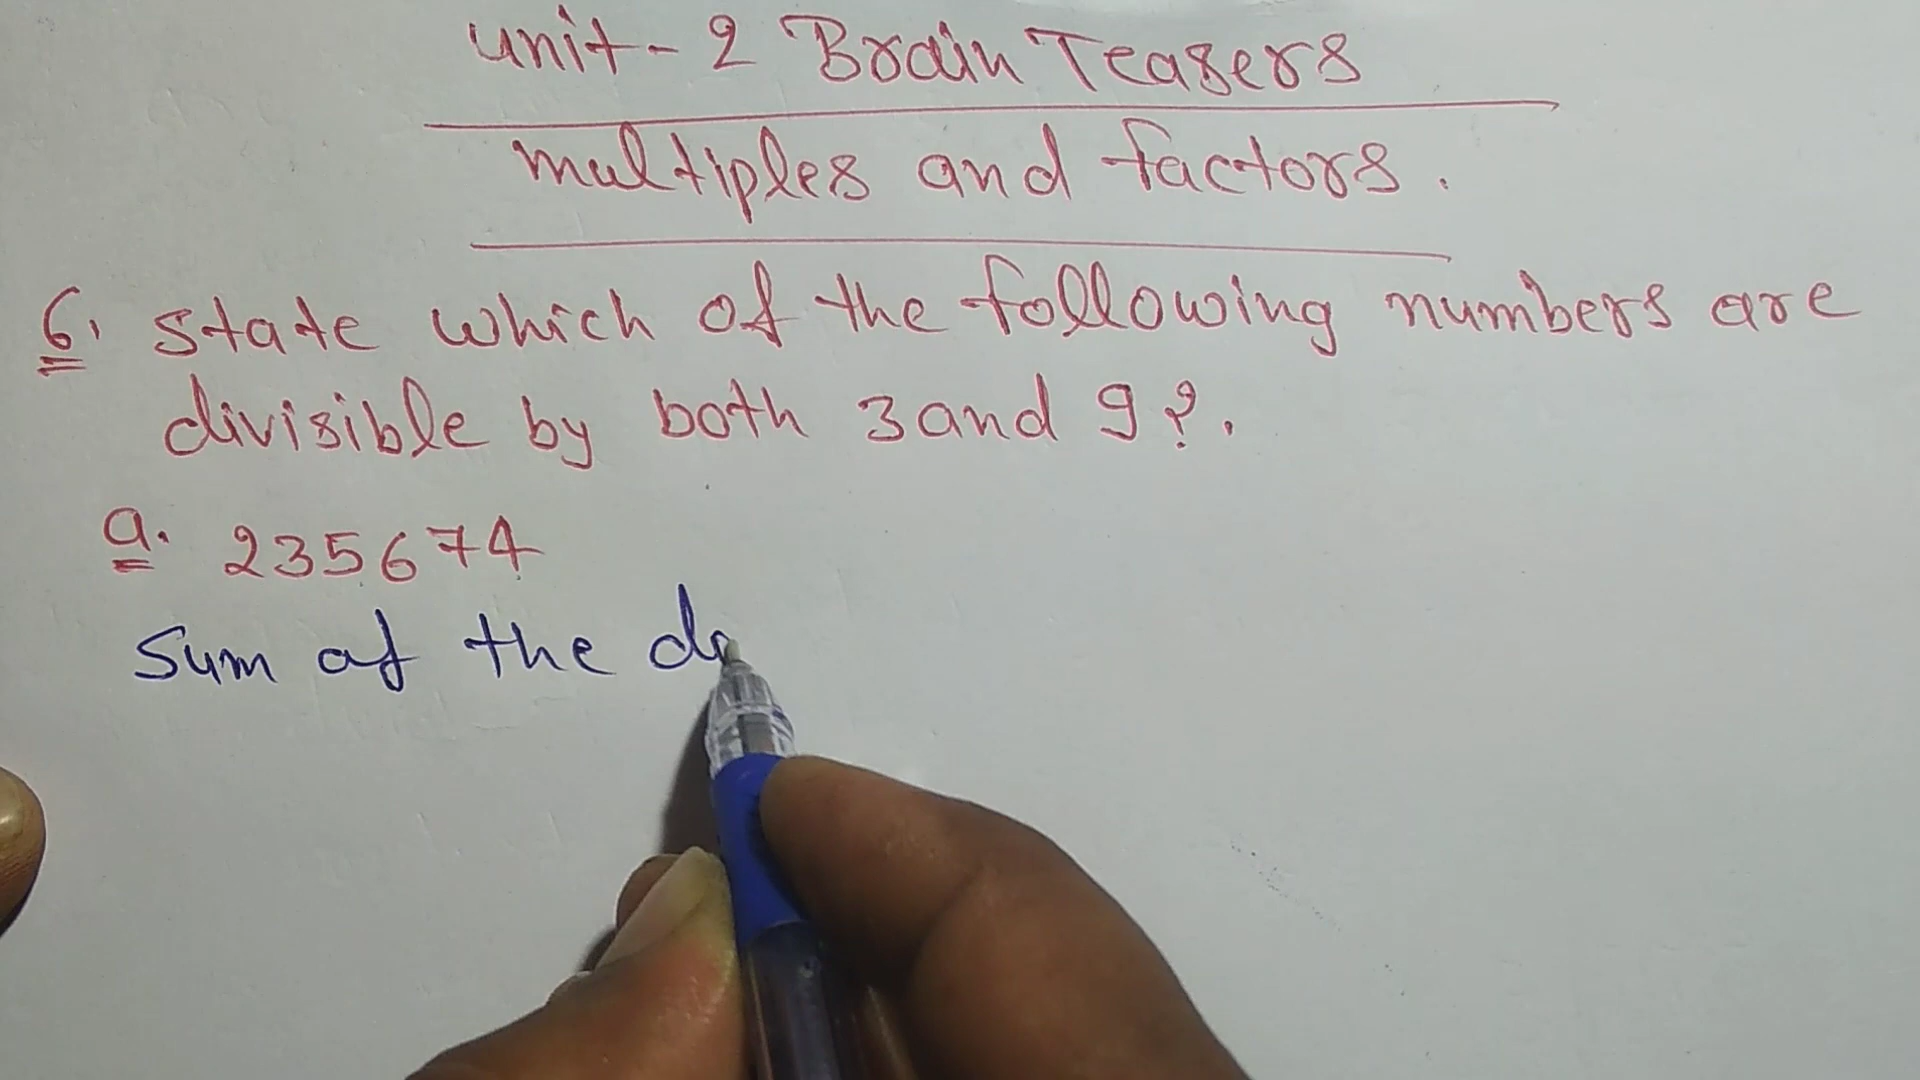 unit - 2 Brain Teasers
multiples and factors.
6. state which of the following numbers are
divisible by both 3 and 9?.
a. 235674
Sum of the